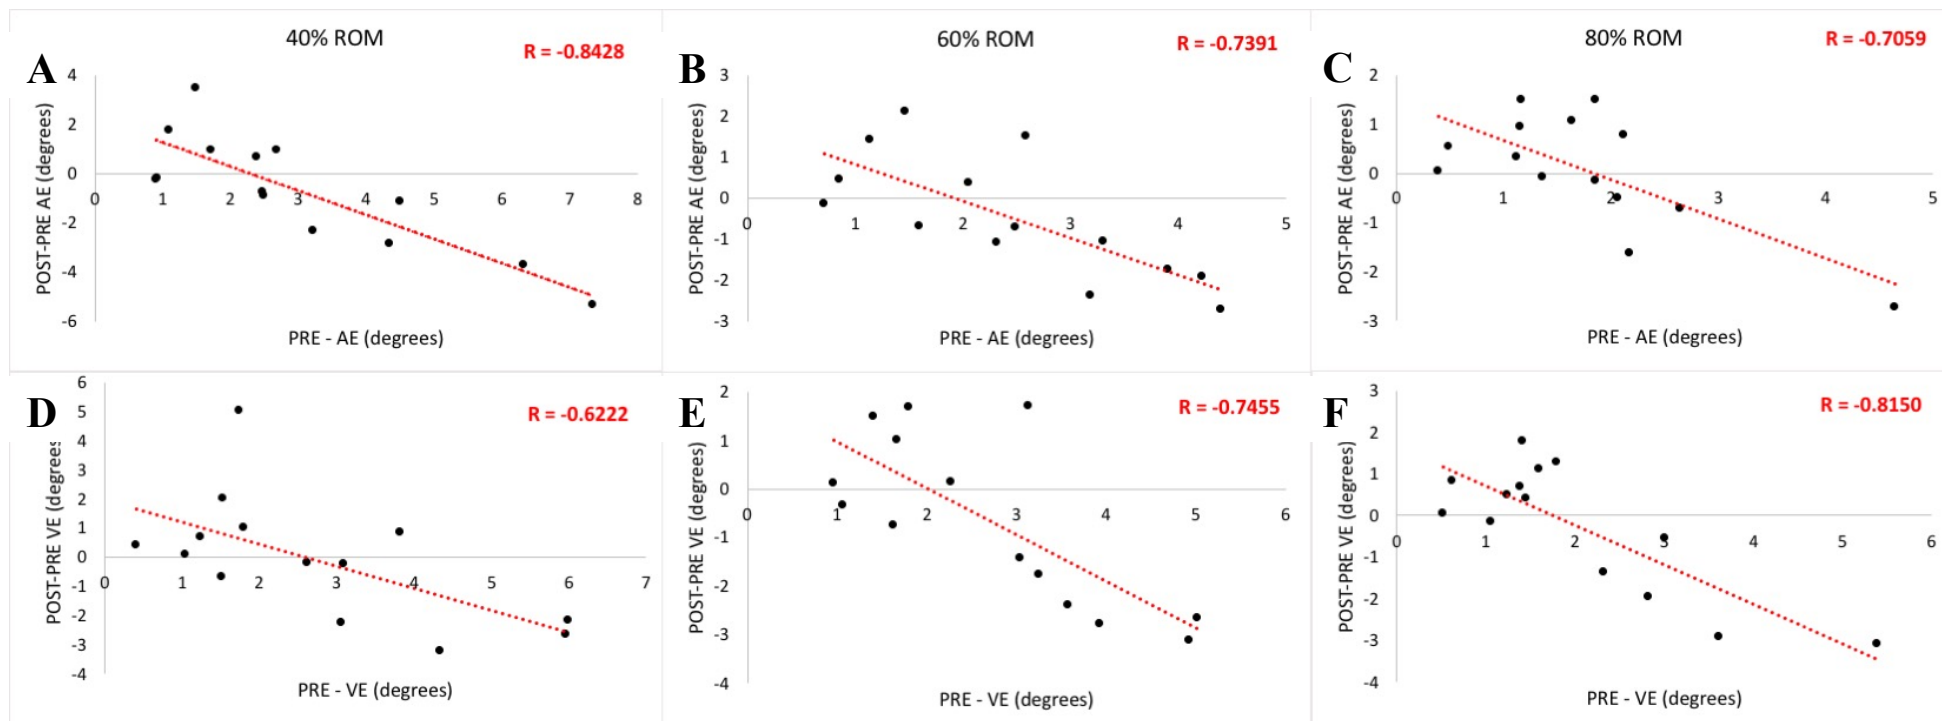 40% ROM
R = -0.8428
A
4
2
0
-2
-4
-6
0 1 2 3 4 5 6 7 8
POST-PRE AE (degrees)
PRE - AE (degrees)
60% ROM
R = -0.7391
B
3
2
1
0
-1
-2
-3
0 1 2 3 4 5
POST-PRE AE (degrees)
PRE - AE (degrees)
80% ROM
R = -0.7059
C
2
1
0
-1
-2
-3
0 1 2 3 4 5
POST-PRE AE (degrees)
PRE - AE (degrees)
R = -0.6222
D
6
5
4
3
2
1
0
-1
-2
-3
-4
0 1 2 3 4 5 6 7
POST-PRE VE (degrees
PRE - VE (degrees)
R = -0.7455
E
2
1
0
-1
-2
-3
-4
0 1 2 3 4 5 6
POST-PRE VE (degrees)
PRE - VE (degrees)
R = -0.8150
F
3
2
1
0
-1
-2
-3
-4
0 1 2 3 4 5 6
POST-PRE VE (degrees)
PRE - VE (degrees)